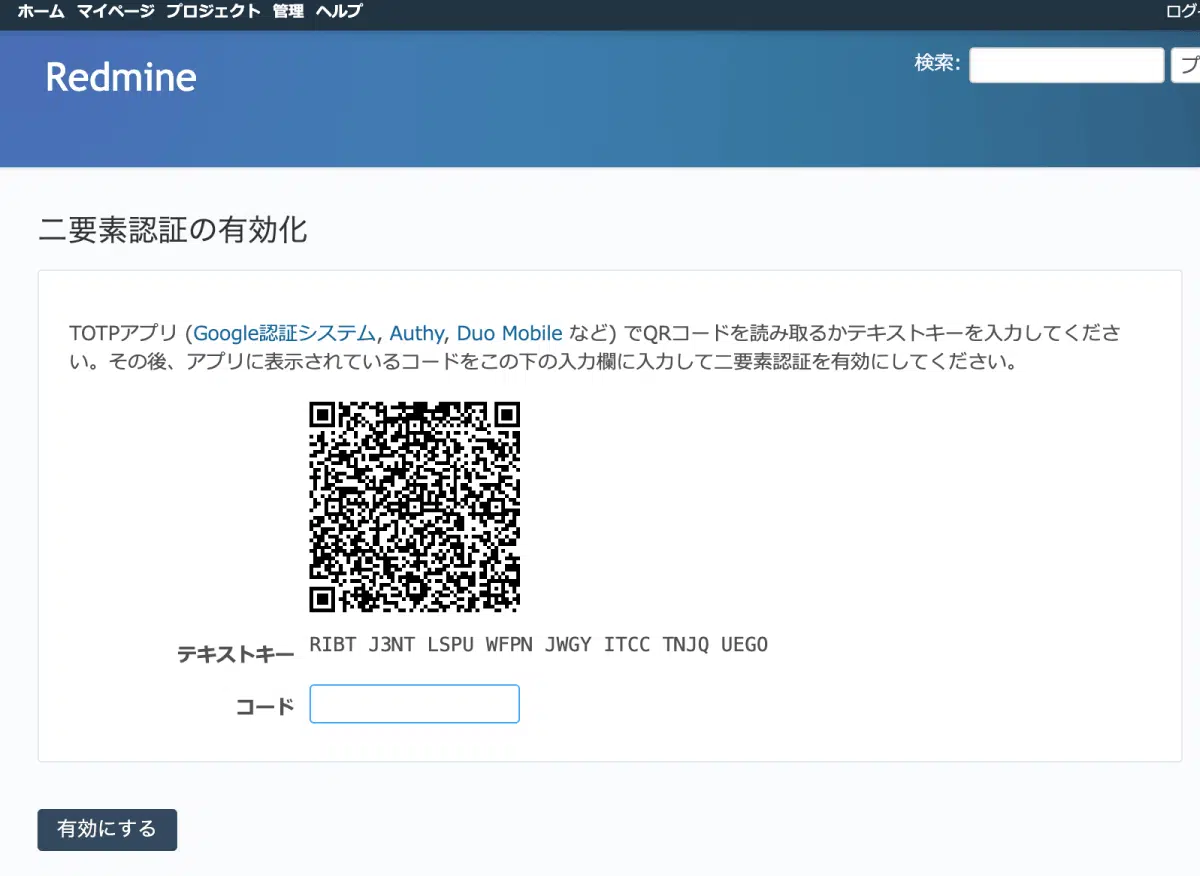 ホーム マイページ プロジェクト 管理 ヘルプ
Redmine
検索:
二要素認証の有効化
TOTPアプリ (Google認証システム, Authy, Duo Mobile など) でQRコードを読み取るかテキストキーを入力してくださ
い。その後、アプリに表示されているコードをこの下の入力欄に入力して二要素認証を有効にしてください。
テキストキー RIBT J3NT LSPU WFPN JWGY ITCC TNJQ UEGO
コード
有効にする